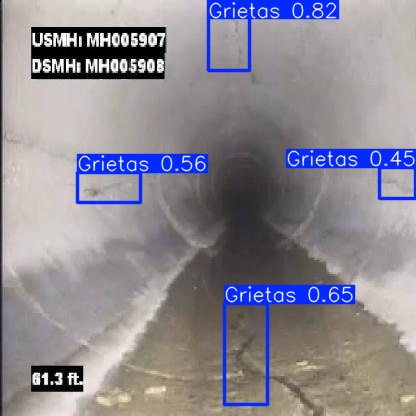 Grietas 0.82
USMH: MH005907
DSMH: MH005908
Grietas 0.56
Grietas 0.45
Grietas 0.65
61.3 ft.